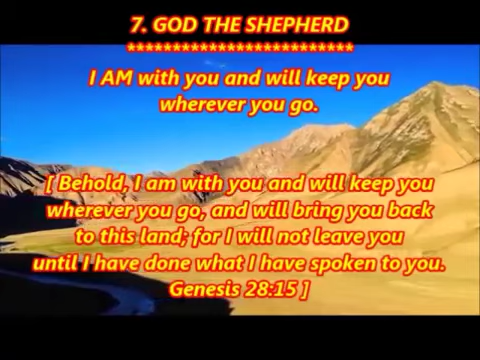 7. GOD THE SHEPHERD
*************************
I AM with you and will keep you
wherever you go.
[ Behold, I am with you and will keep you
wherever you go, and will bring you back
to this land; for I will not leave you
until I have done what I have spoken to you.
Genesis 28:15 ]